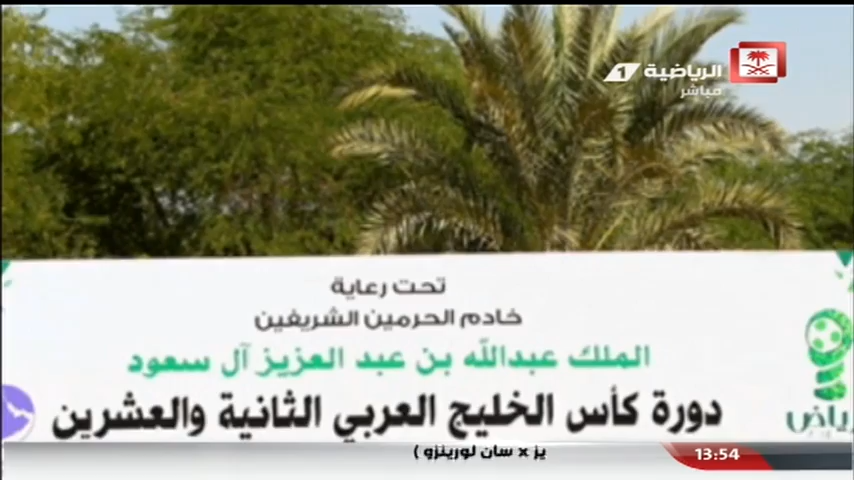 الرياضية 1
مباشر
تحت رعاية
خادم الحرمين الشريفين
الملك عبدالله بن عبد العزيز آل سعود
دورة كأس الخليج العربي الثانية والعشرين
يز x سان لورينزو )
13:54